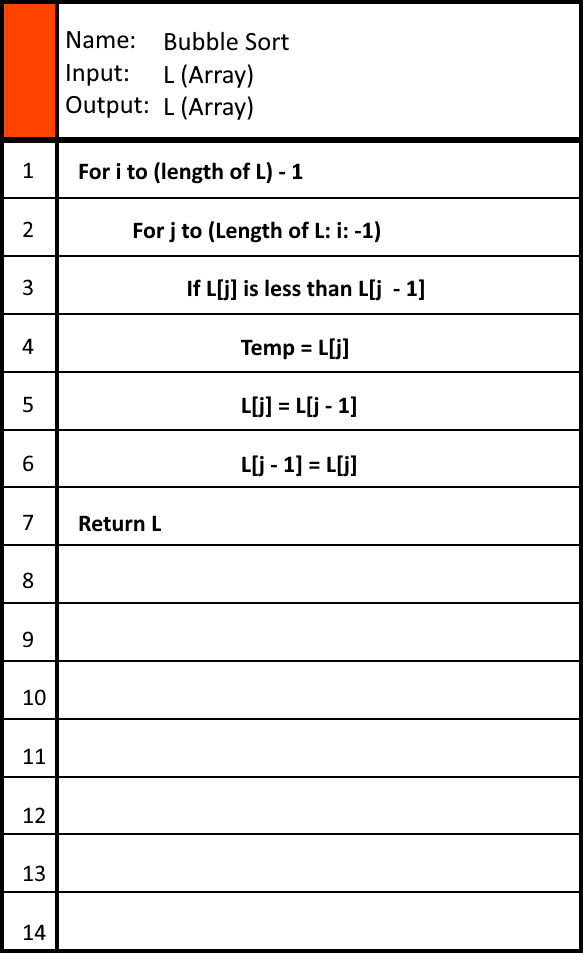 Name: Bubble Sort
Input: L (Array)
Output: L (Array)
1 For i to (length of L) - 1
2 For j to (Length of L: i: -1)
3 If L[j] is less than L[j - 1]
4 Temp = L[j]
5 L[j] = L[j - 1]
6 L[j - 1] = L[j]
7 Return L
8
9
10
11
12
13
14